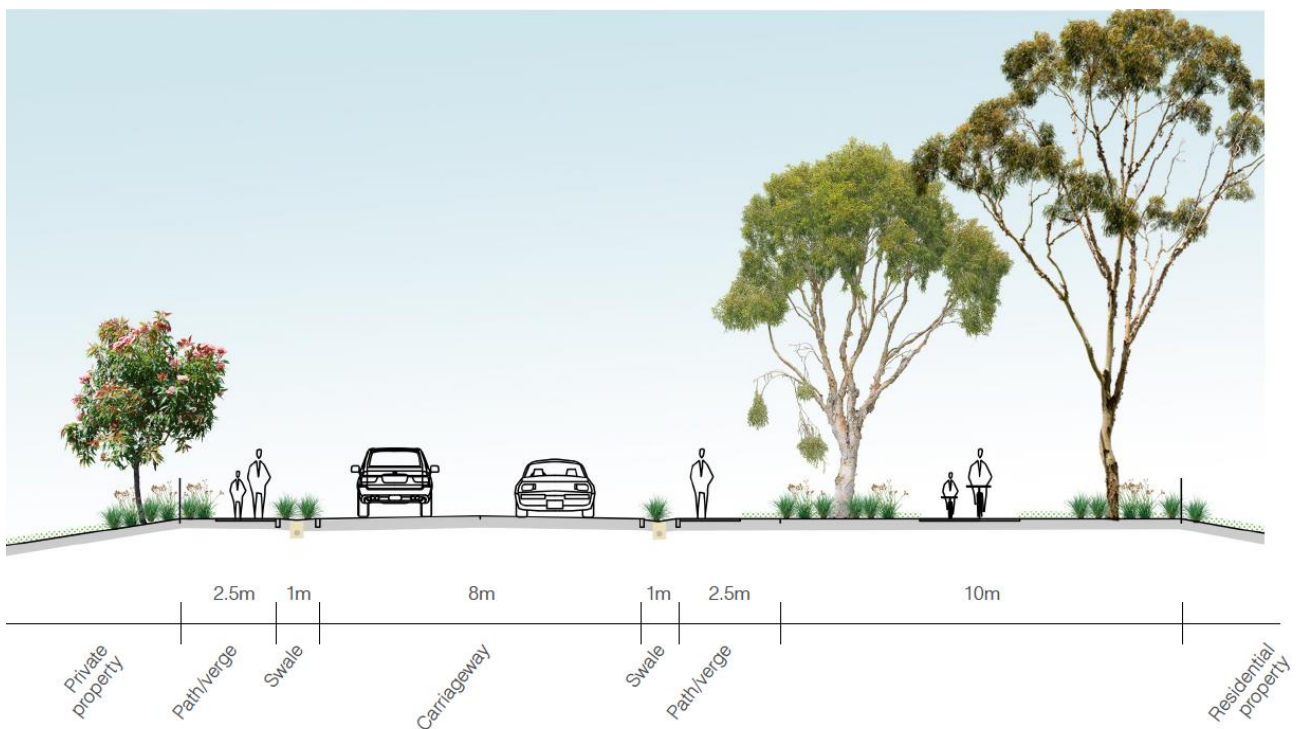 2.5m
1m
8m
1m
2.5m
10m
Private
property
Path/verge
Swale
Carriageway
Swale
Path/verge
Residential
property